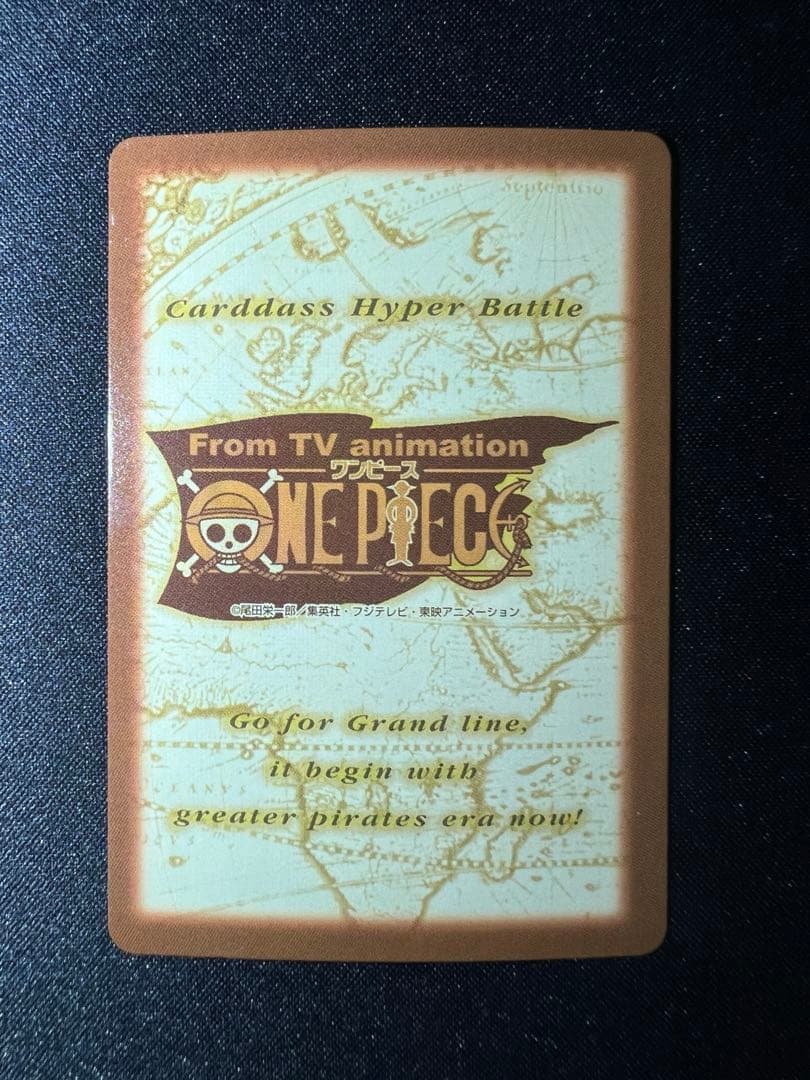 Septentrio
Carddass Hyper Battle
From TV animation
ワンピース
ONE PIECE
©尾田栄一郎／集英社・フジテレビ・東映アニメーション
Go for Grand line,
it begin with
greater pirates era now!